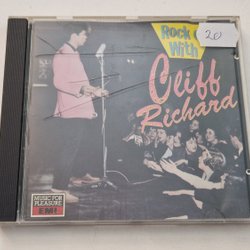 Rock
20
With
Cliff
Richard
MUSIC FOR
PLEASURE